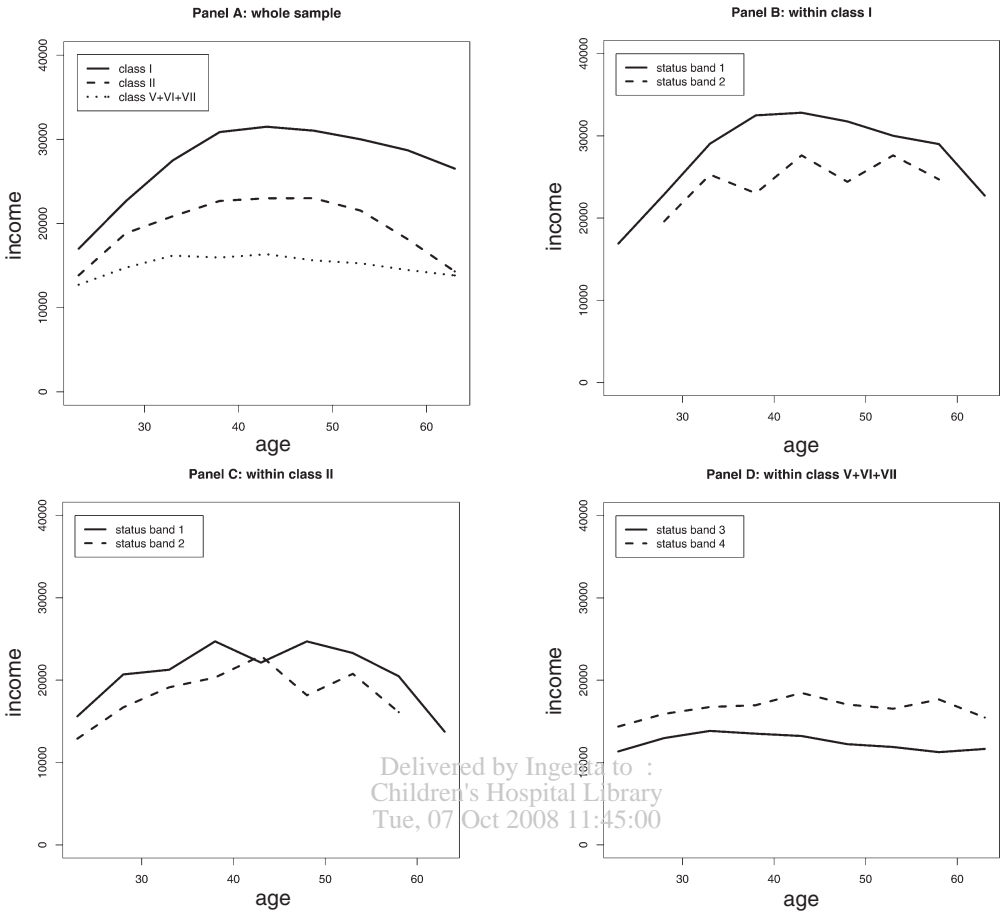 Panel A: whole sample
40000
30000
20000
10000
0
income
class I
class II
class V+VI+VII
30 40 50 60
age
Panel B: within class I
40000
30000
20000
10000
0
income
status band 1
status band 2
30 40 50 60
age
Panel C: within class II
40000
30000
20000
10000
0
income
status band 1
status band 2
30 40 50 60
age
Panel D: within class V+VI+VII
40000
30000
20000
10000
0
income
status band 3
status band 4
30 40 50 60
age
Delivered by Ingenta to :
Children's Hospital Library
Tue, 07 Oct 2008 11:45:00